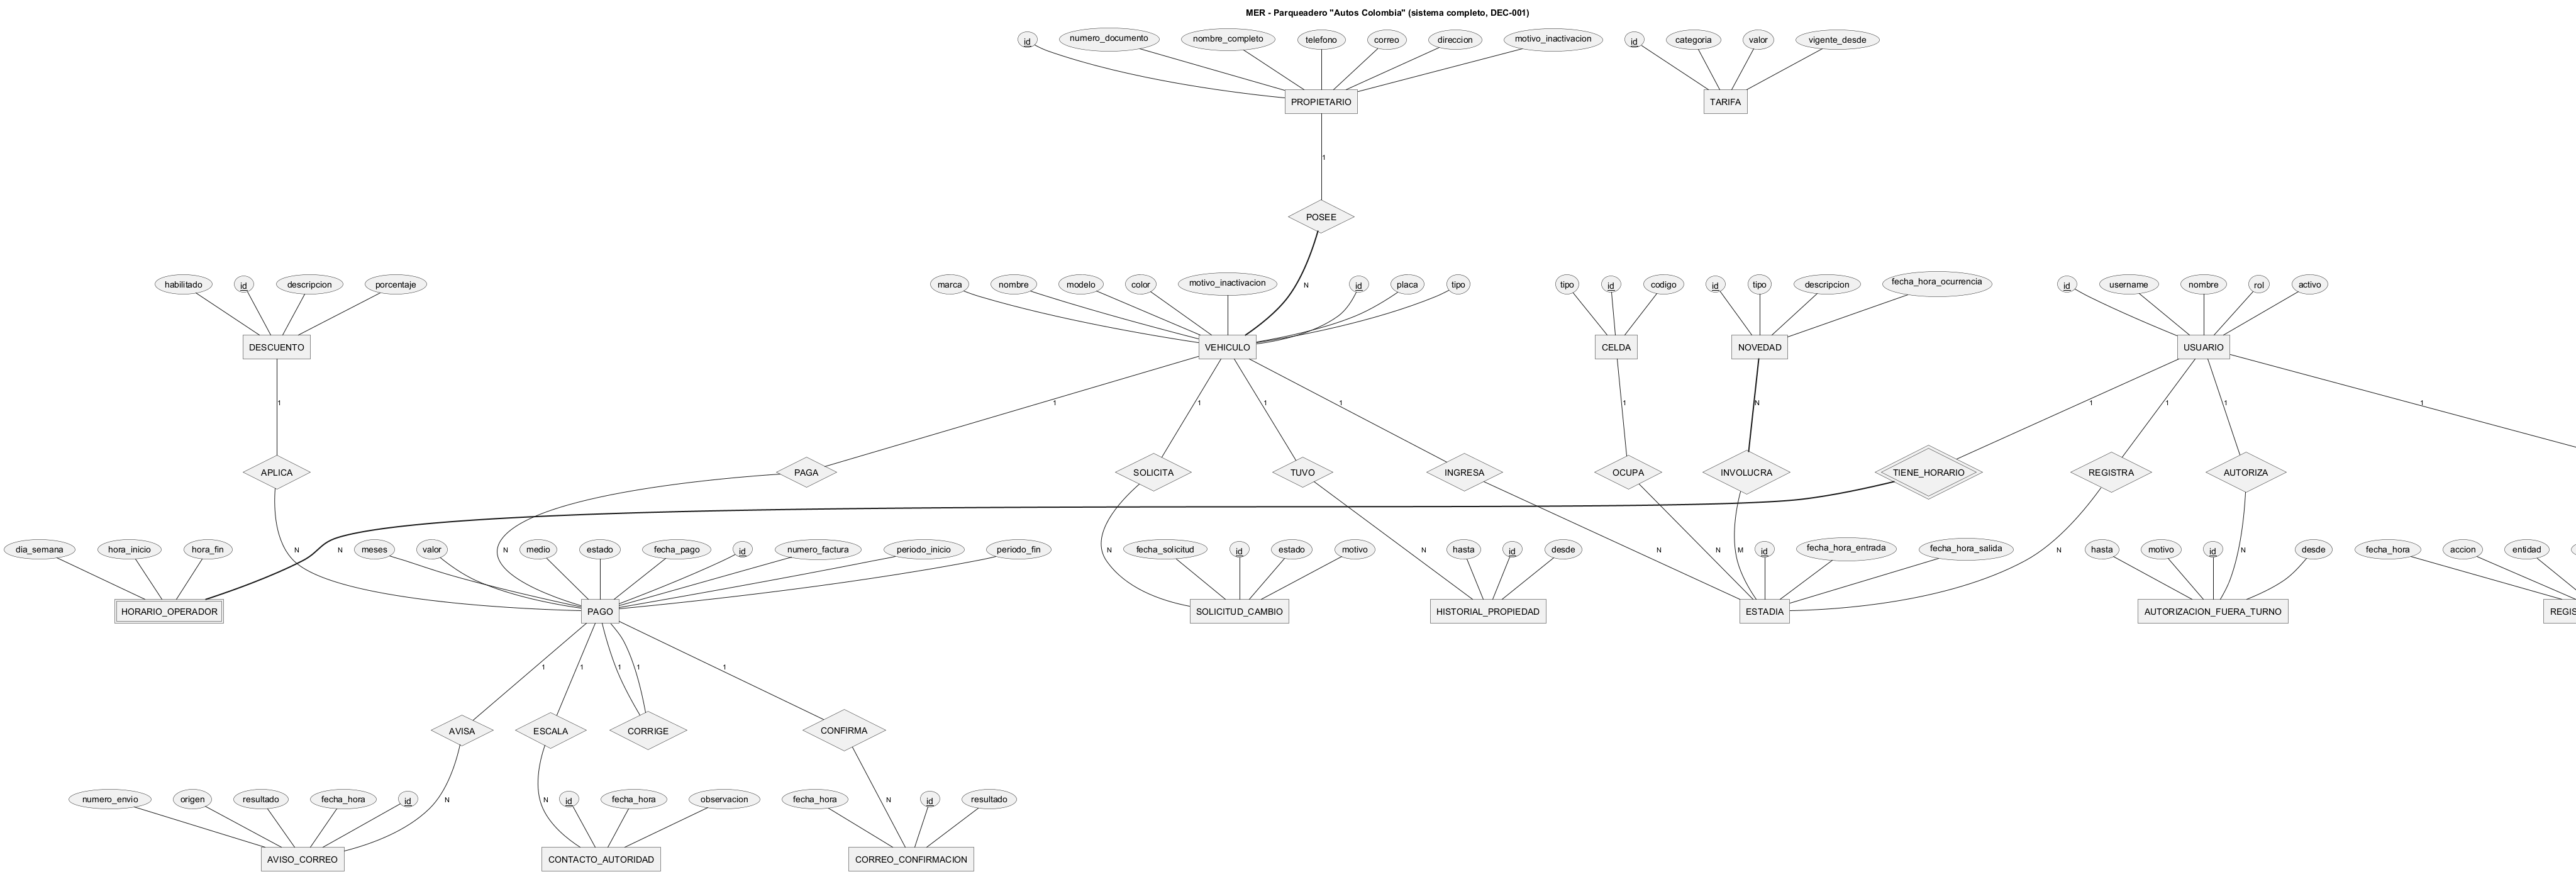 MER - Parqueadero "Autos Colombia" (sistema completo, DEC-001)
id numero_documento nombre_completo telefono correo direccion motivo_inactivacion id categoria valor vigente_desde
PROPIETARIO TARIFA
1
POSEE
habilitado id descripcion porcentaje marca nombre modelo color motivo_inactivacion N id placa tipo tipo id codigo id tipo descripcion fecha_hora_ocurrencia id username nombre rol activo
DESCUENTO VEHICULO CELDA NOVEDAD USUARIO
1 1 1 1 1 1 N 1 1 1 1
APLICA PAGA SOLICITA TUVO INGRESA OCUPA INVOLUCRA TIENE_HORARIO REGISTRA AUTORIZA
dia_semana hora_inicio hora_fin N N meses valor N medio estado fecha_pago id numero_factura periodo_inicio periodo_fin N fecha_solicitud id estado motivo N hasta id desde N N M id fecha_hora_entrada fecha_hora_salida N hasta motivo id N desde fecha_hora accion entidad
HORARIO_OPERADOR PAGO SOLICITUD_CAMBIO HISTORIAL_PROPIEDAD ESTADIA AUTORIZACION_FUERA_TURNO
1 1 1 1 1
AVISA ESCALA CORRIGE CONFIRMA
numero_envio origen resultado fecha_hora id N N id fecha_hora observacion fecha_hora N id resultado
AVISO_CORREO CONTACTO_AUTORIDAD CORREO_CONFIRMACION